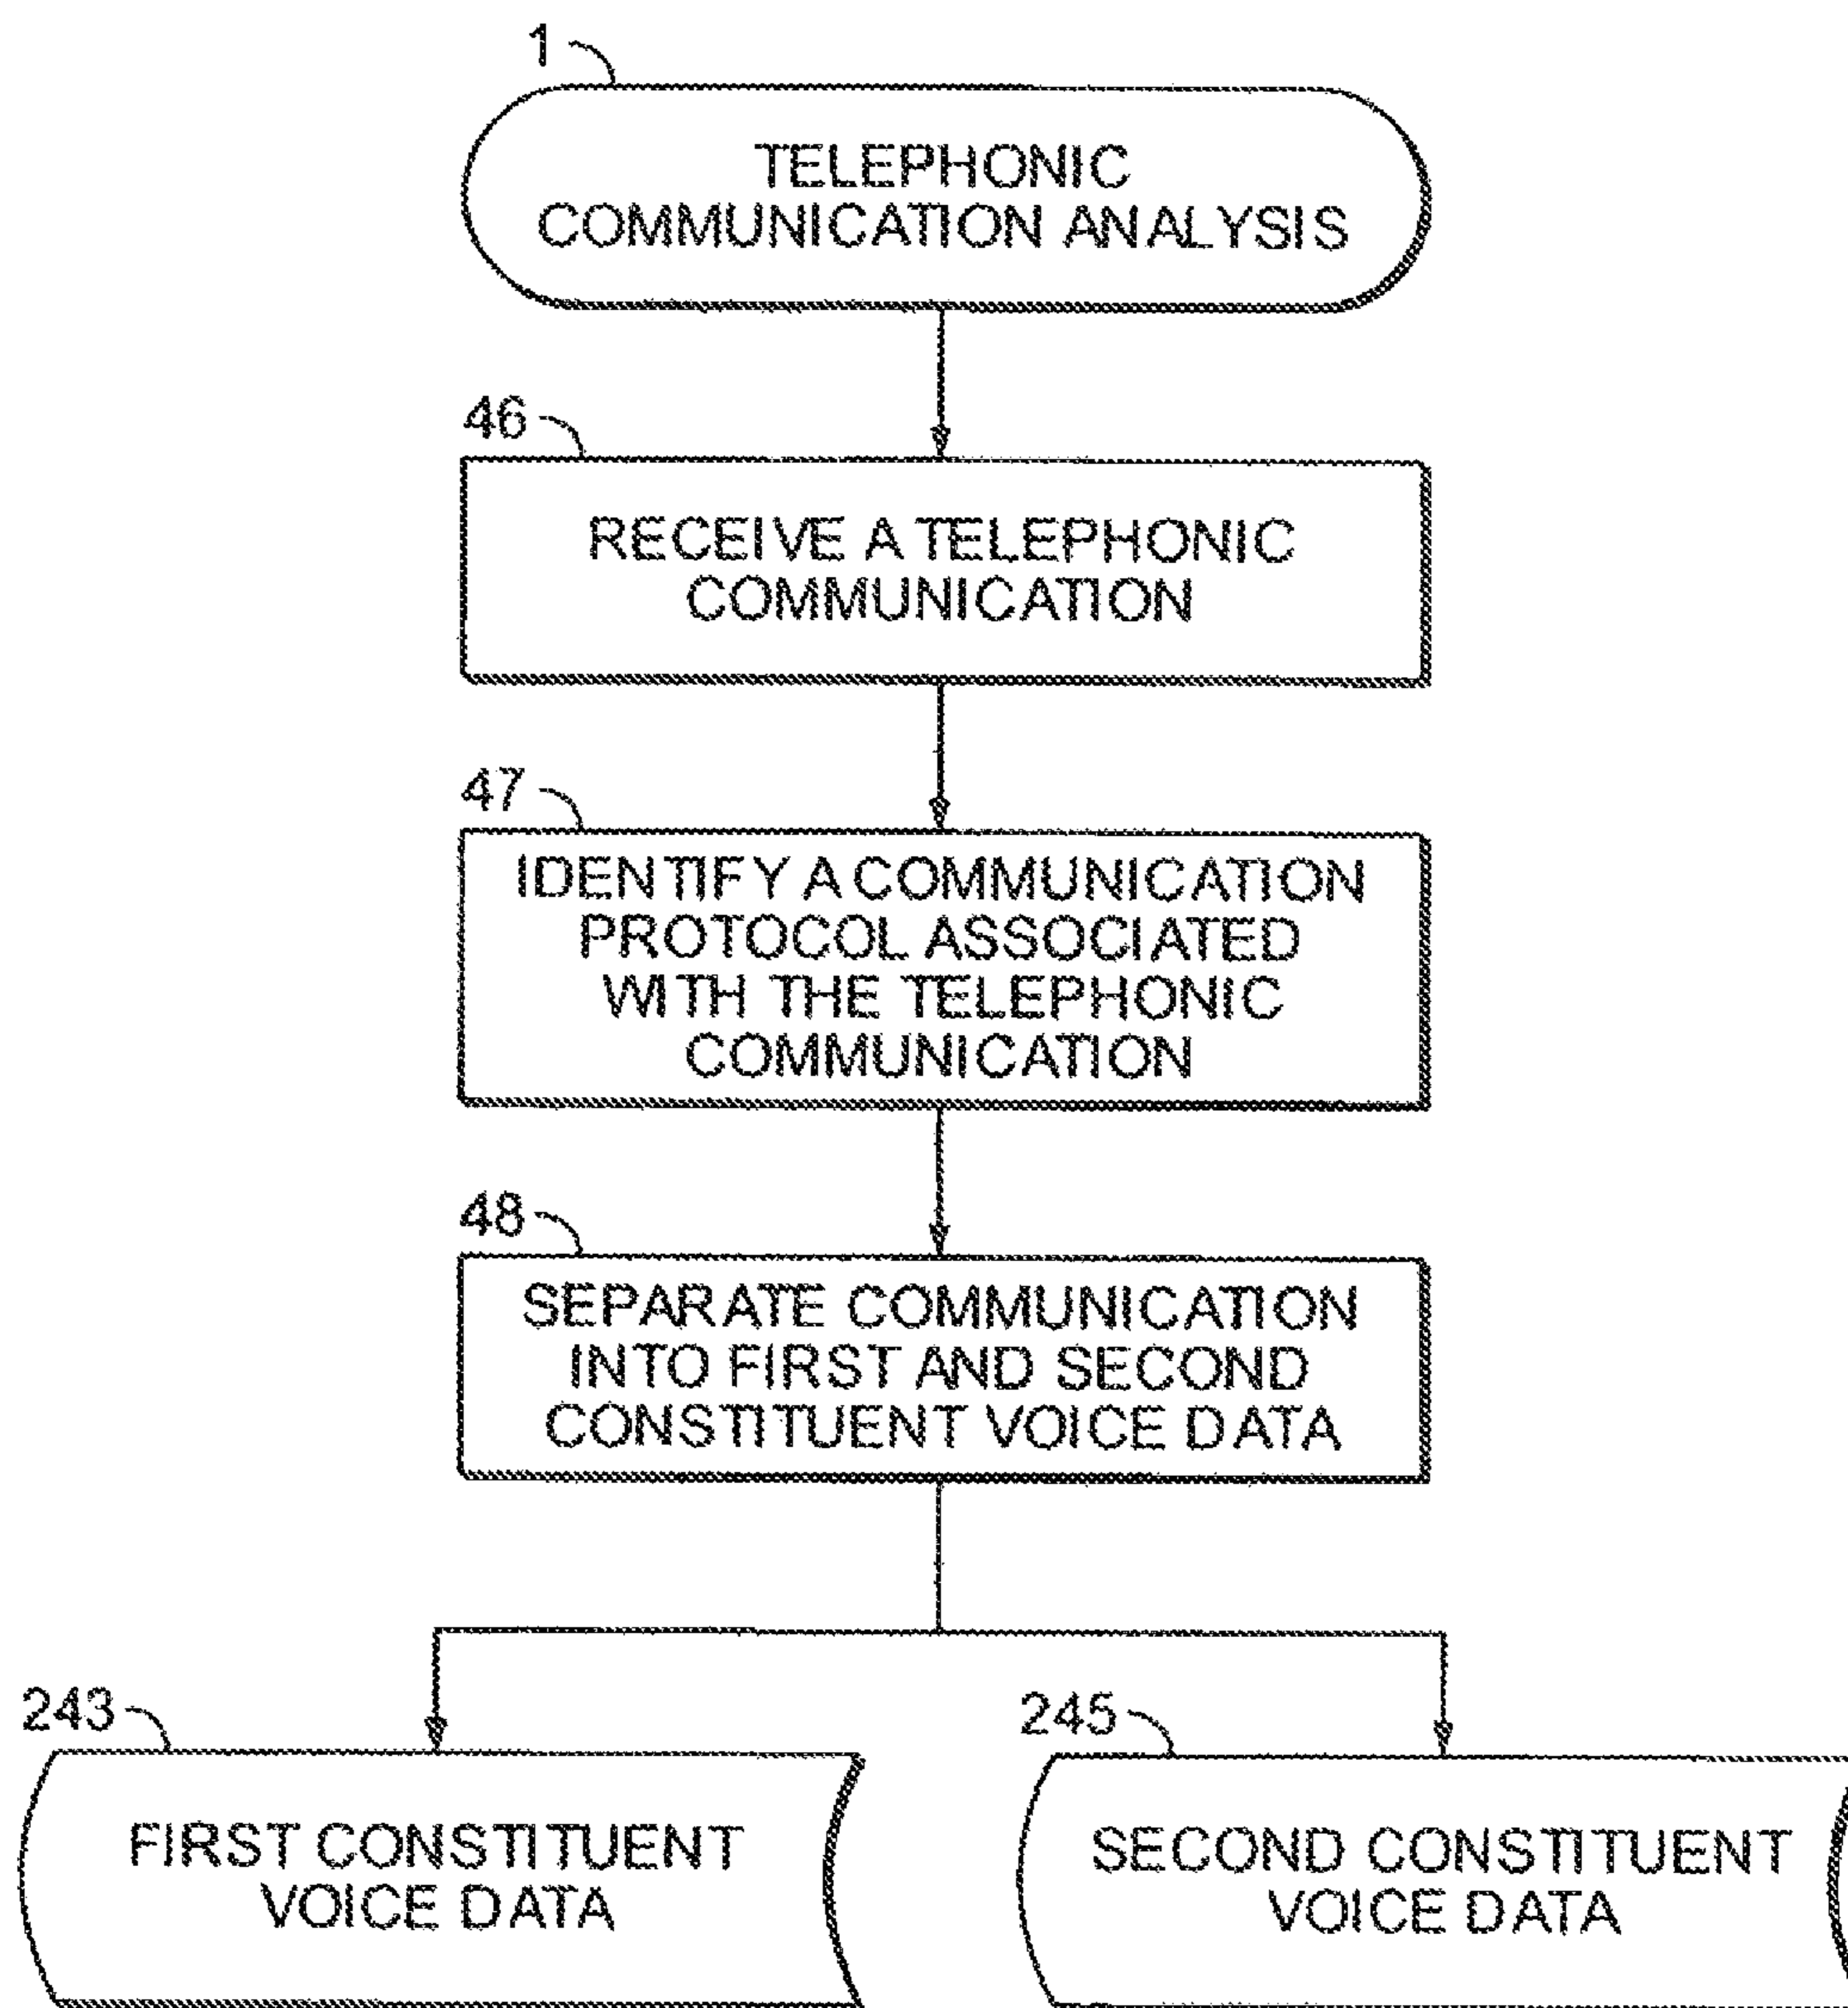 1
TELEPHONIC
COMMUNICATION ANALYSIS
46
RECEIVE A TELEPHONIC
COMMUNICATION
47
IDENTIFY A COMMUNICATION
PROTOCOL ASSOCIATED
WITH THE TELEPHONIC
COMMUNICATION
48
SEPARATE COMMUNICATION
INTO FIRST AND SECOND
CONSTITUENT VOICE DATA
243
FIRST CONSTITUENT
VOICE DATA
245
SECOND CONSTITUENT
VOICE DATA